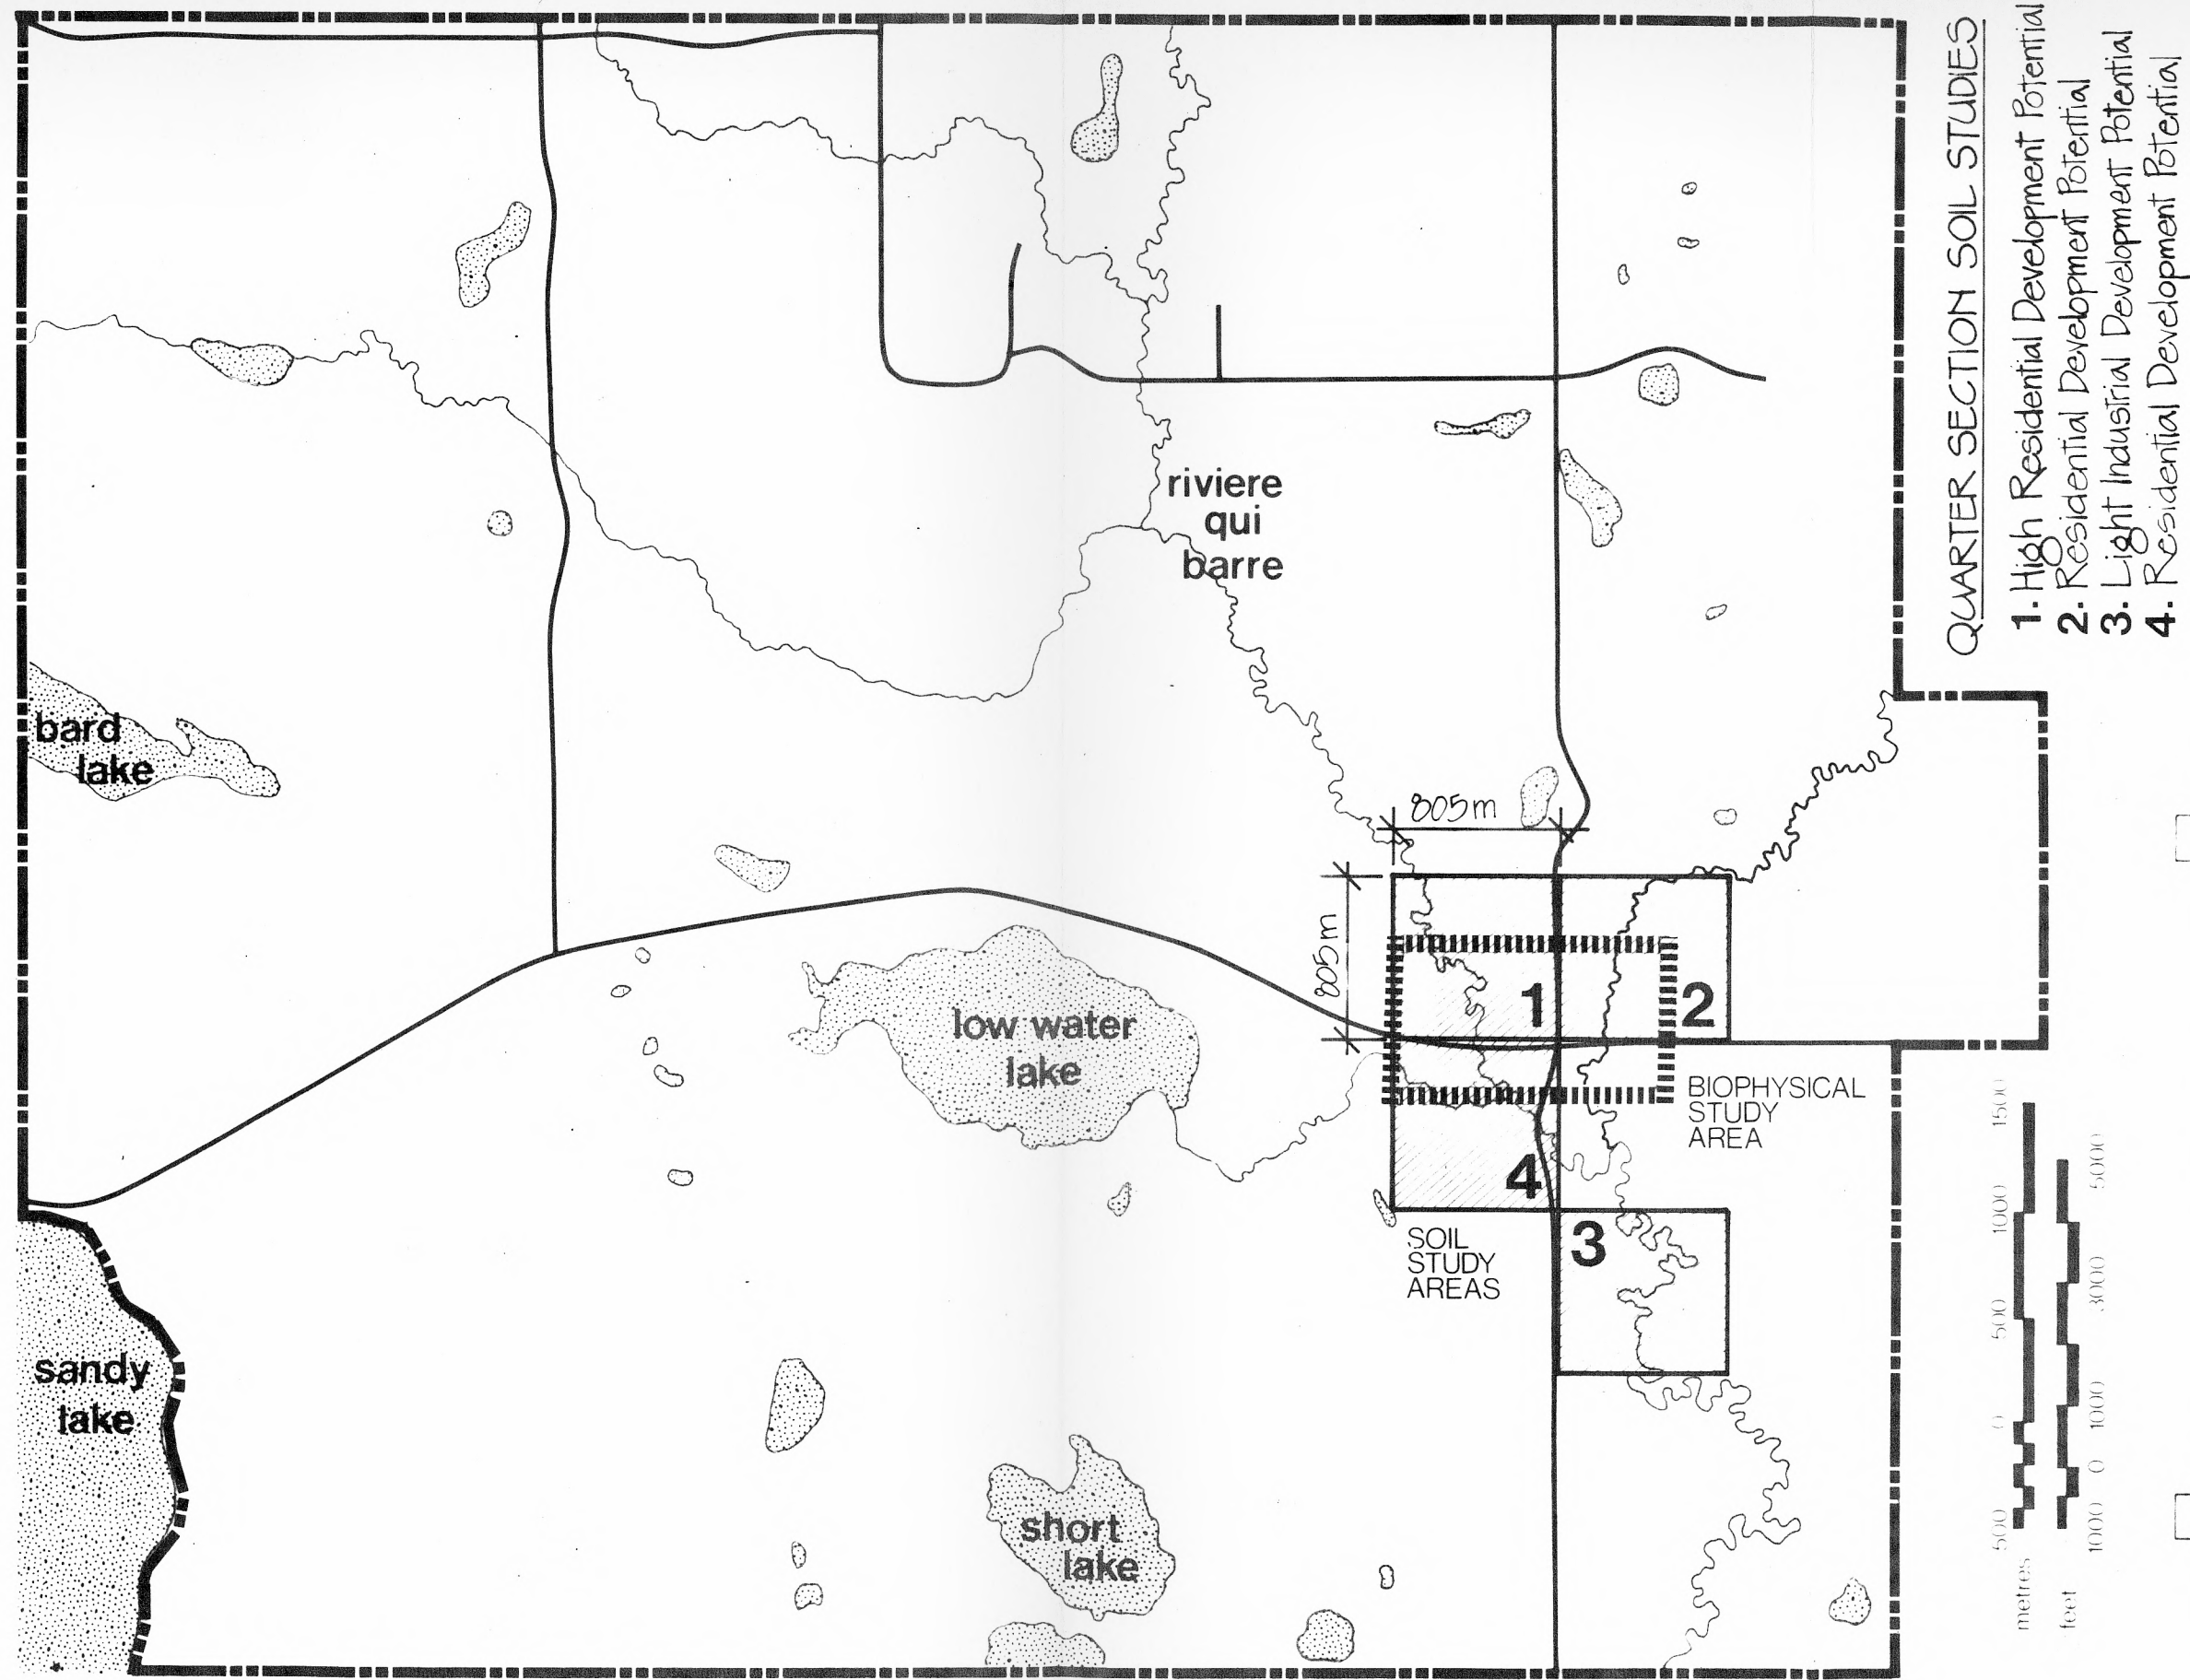 QUARTER SECTION SOIL STUDIES
1. High Residential Development Potential
2. Residential Development Potential
3. Light Industrial Development Potential
4. Residential Development Potential
riviere
qui
barre
bard
lake
805m
805m
low water
lake
1
2
BIOPHYSICAL
STUDY
AREA
4
3
SOIL
STUDY
AREAS
sandy
lake
short
lake
metres
500
0
500
1000
1500
feet
1000
0
1000
3000
5000